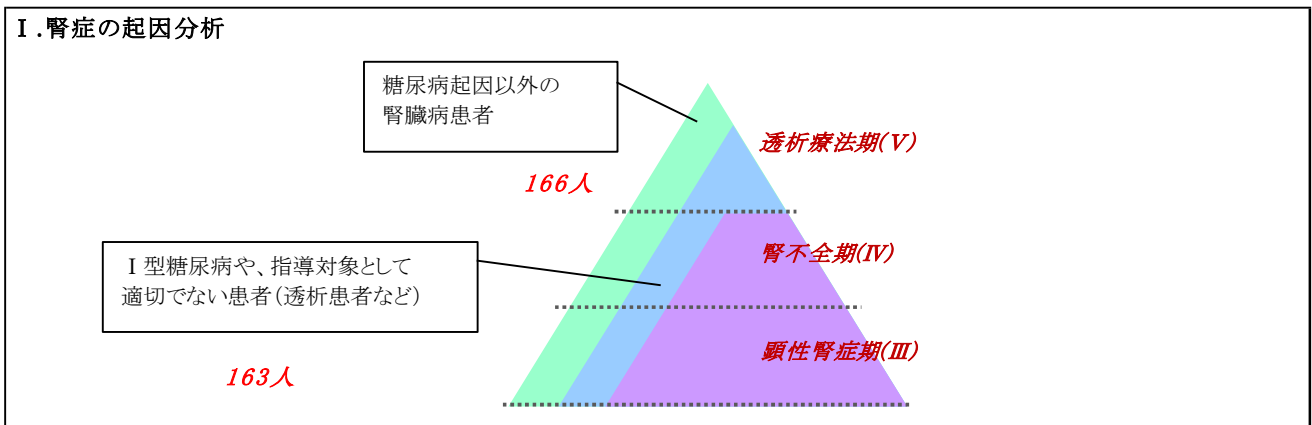 Ⅰ.腎症の起因分析
糖尿病起因以外の
腎臓病患者
透析療法期(Ⅴ)
166人
腎不全期(Ⅳ)
Ⅰ型糖尿病や、指導対象として
適切でない患者(透析患者など)
顕性腎症期(Ⅲ)
163人